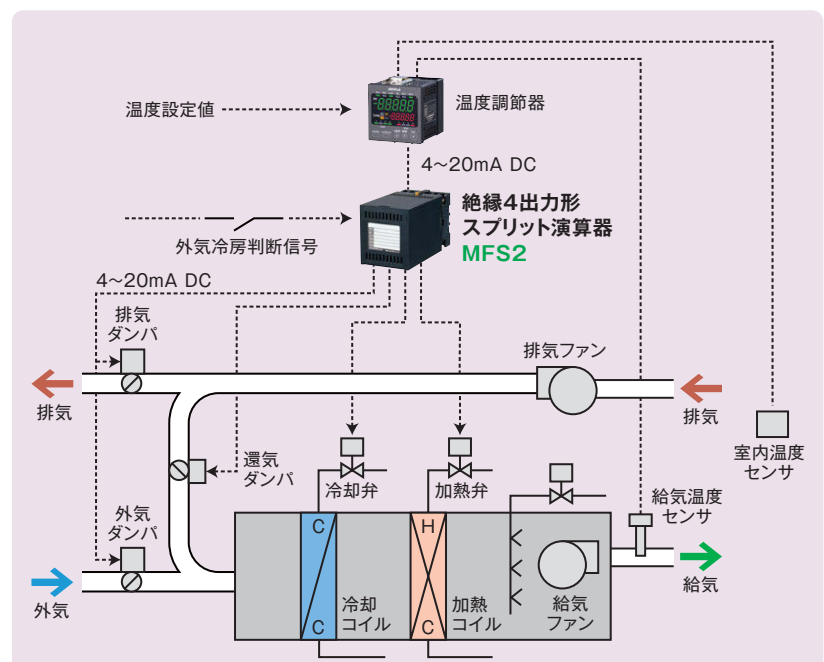 温度設定値
温度調節器
4〜20mA DC
絶縁4出力形
スプリット演算器
MFS2
外気冷房判断信号
4〜20mA DC
排気
ダンパ
排気ファン
排気
排気
室内温度
センサ
還気
ダンパ
冷却弁
加熱弁
給気温度
センサ
外気
ダンパ
C
H
外気
冷却
コイル
加熱
コイル
給気
ファン
給気
C
C